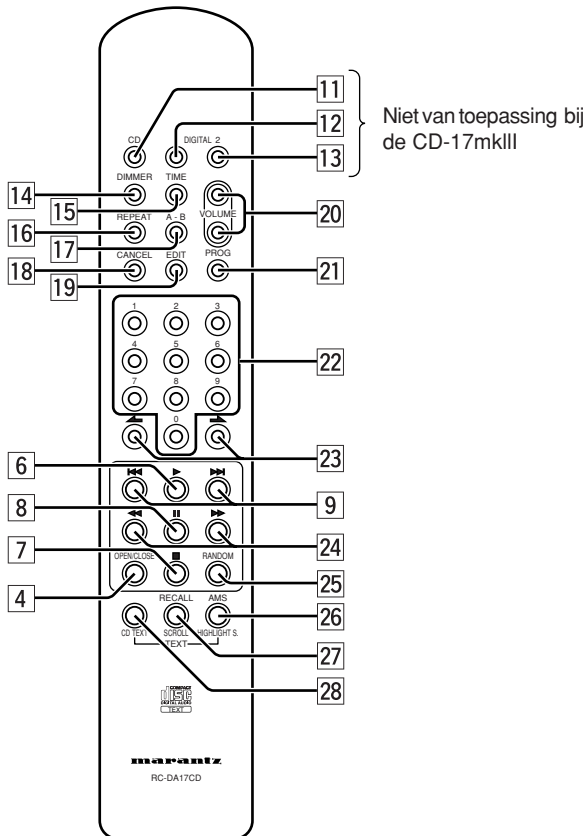 11
CD DIGITAL 2
12
Niet van toepassing bij
de CD-17mkIII
13
DIMMER TIME
14
15
VOLUME
20
REPEAT A - B
16
17
CANCEL EDIT PROG
21
18
19
1 2 3
4 5 6
22
7 8 9
0
23
6
9
8
24
7
OPEN/CLOSE RANDOM
25
4
RECALL AMS
26
CD TEXT SCROLL HIGHLIGHT S.
TEXT
27
28
COMPACT
disc
DIGITAL AUDIO
TEXT
marantz
RC-DA17CD